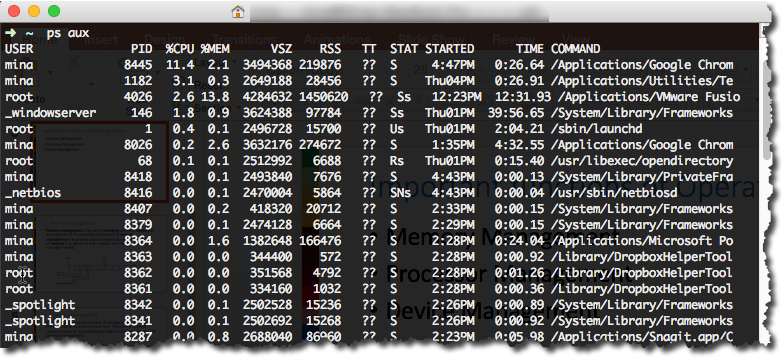 ➜ ~ ps aux
USER PID %CPU %MEM VSZ RSS TT STAT STARTED TIME COMMAND
mina 8445 11.4 2.1 3494368 219876 ?? S 4:47PM 0:26.64 /Applications/Google Chrom
mina 1182 3.1 0.3 2649188 28456 ?? S Thu04PM 0:26.91 /Applications/Utilities/Te
root 4026 2.6 13.8 4284632 1450620 ?? Ss 12:23PM 12:31.93 /Applications/VMware Fusio
_windowserver 146 1.8 0.9 3624388 97784 ?? Ss Thu01PM 39:56.65 /System/Library/Frameworks
root 1 0.4 0.1 2496728 15700 ?? Us Thu01PM 2:04.21 /sbin/launchd
mina 8026 0.2 2.6 3632176 274672 ?? S 1:35PM 4:32.55 /Applications/Google Chrom
root 68 0.1 0.1 2512992 6688 ?? Rs Thu01PM 0:15.40 /usr/libexec/opendirectory
mina 8418 0.0 0.1 2493840 7676 ?? S 4:43PM 0:00.13 /System/Library/PrivateFra
_netbios 8416 0.0 0.1 2470004 5864 ?? SNs 4:43PM 0:00.04 /usr/sbin/netbiosd
mina 8407 0.0 0.2 418320 20712 ?? S 2:33PM 0:00.15 /System/Library/Frameworks
mina 8379 0.0 0.1 2474128 6664 ?? S 2:29PM 0:00.15 /System/Library/Frameworks
mina 8364 0.0 1.6 1382648 166476 ?? S 2:28PM 0:24.04 /Applications/Microsoft Po
mina 8363 0.0 0.0 344400 572 ?? S 2:28PM 0:00.92 /Library/DropboxHelperTool
root 8362 0.0 0.0 351568 4792 ?? S 2:28PM 0:01.26 /Library/DropboxHelperTool
root 8361 0.0 0.0 334160 1032 ?? S 2:28PM 0:00.36 /Library/DropboxHelperTool
_spotlight 8342 0.0 0.1 2502528 15236 ?? S 2:26PM 0:00.89 /System/Library/Frameworks
_spotlight 8341 0.0 0.1 2502692 15268 ?? S 2:26PM 0:00.92 /System/Library/Frameworks
mina 8287 0.0 0.8 2688040 86960 ?? S 2:23PM 0:05.98 /Applications/Snagit.app/C
Insert Design Transitions Animations Slide Show
Memory Management
Processor Management
Device Management